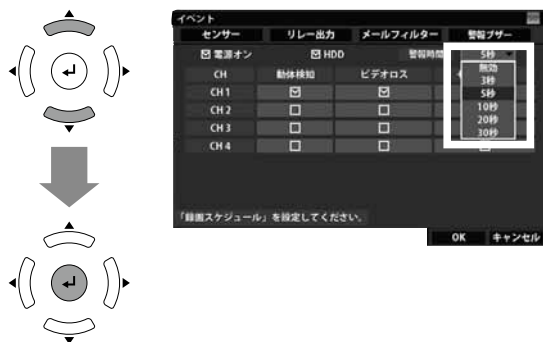 イベント
センサー リレー出力 メールフィルター 警報ブザー
電源オン HDD 警報時間 5秒
CH 動体検知 ビデオロス
無効
3秒
5秒
10秒
20秒
30秒
CH 1
CH 2
CH 3
CH 4
「録画スケジュール」を設定してください。
OK キャンセル